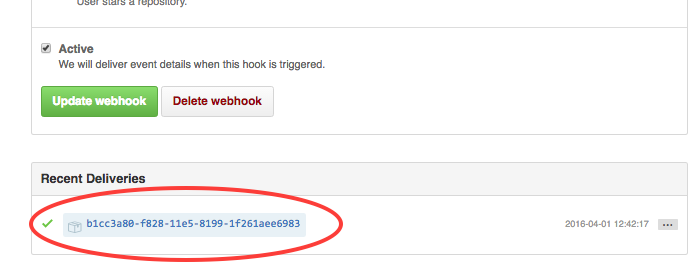 User stars a repository.
Active
We will deliver event details when this hook is triggered.
Update webhook
Delete webhook
Recent Deliveries
b1cc3a80-f828-11e5-8199-1f261aee6983
2016-04-01 12:42:17